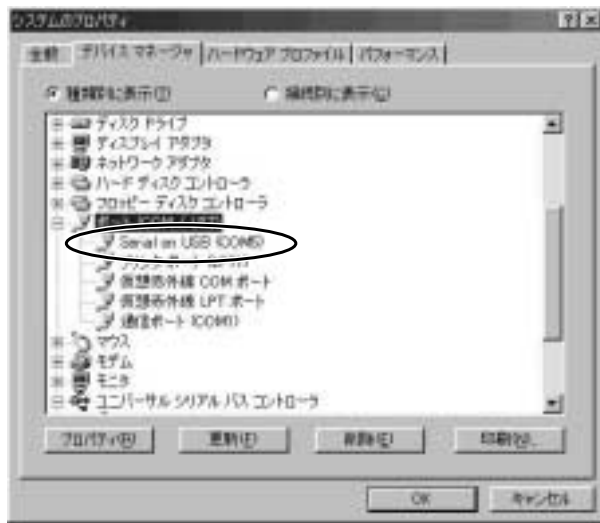 システムのプロパティ
全般 デバイス マネージャ ハードウェア プロファイル パフォーマンス
種類別に表示(T) 接続別に表示(C)
ディスク ドライブ
ディスプレイ アダプタ
ネットワーク アダプタ
ハード ディスク コントローラ
フロッピー ディスク コントローラ
ポート (COM / LPT)
Serial on USB (COM5)
仮想赤外線 COM ポート
仮想赤外線 LPT ポート
通信ポート (COM1)
マウス
モデム
モニタ
ユニバーサル シリアル バス コントローラ
プロパティ(R) 更新(F) 削除(E) 印刷(N)...
OK キャンセル